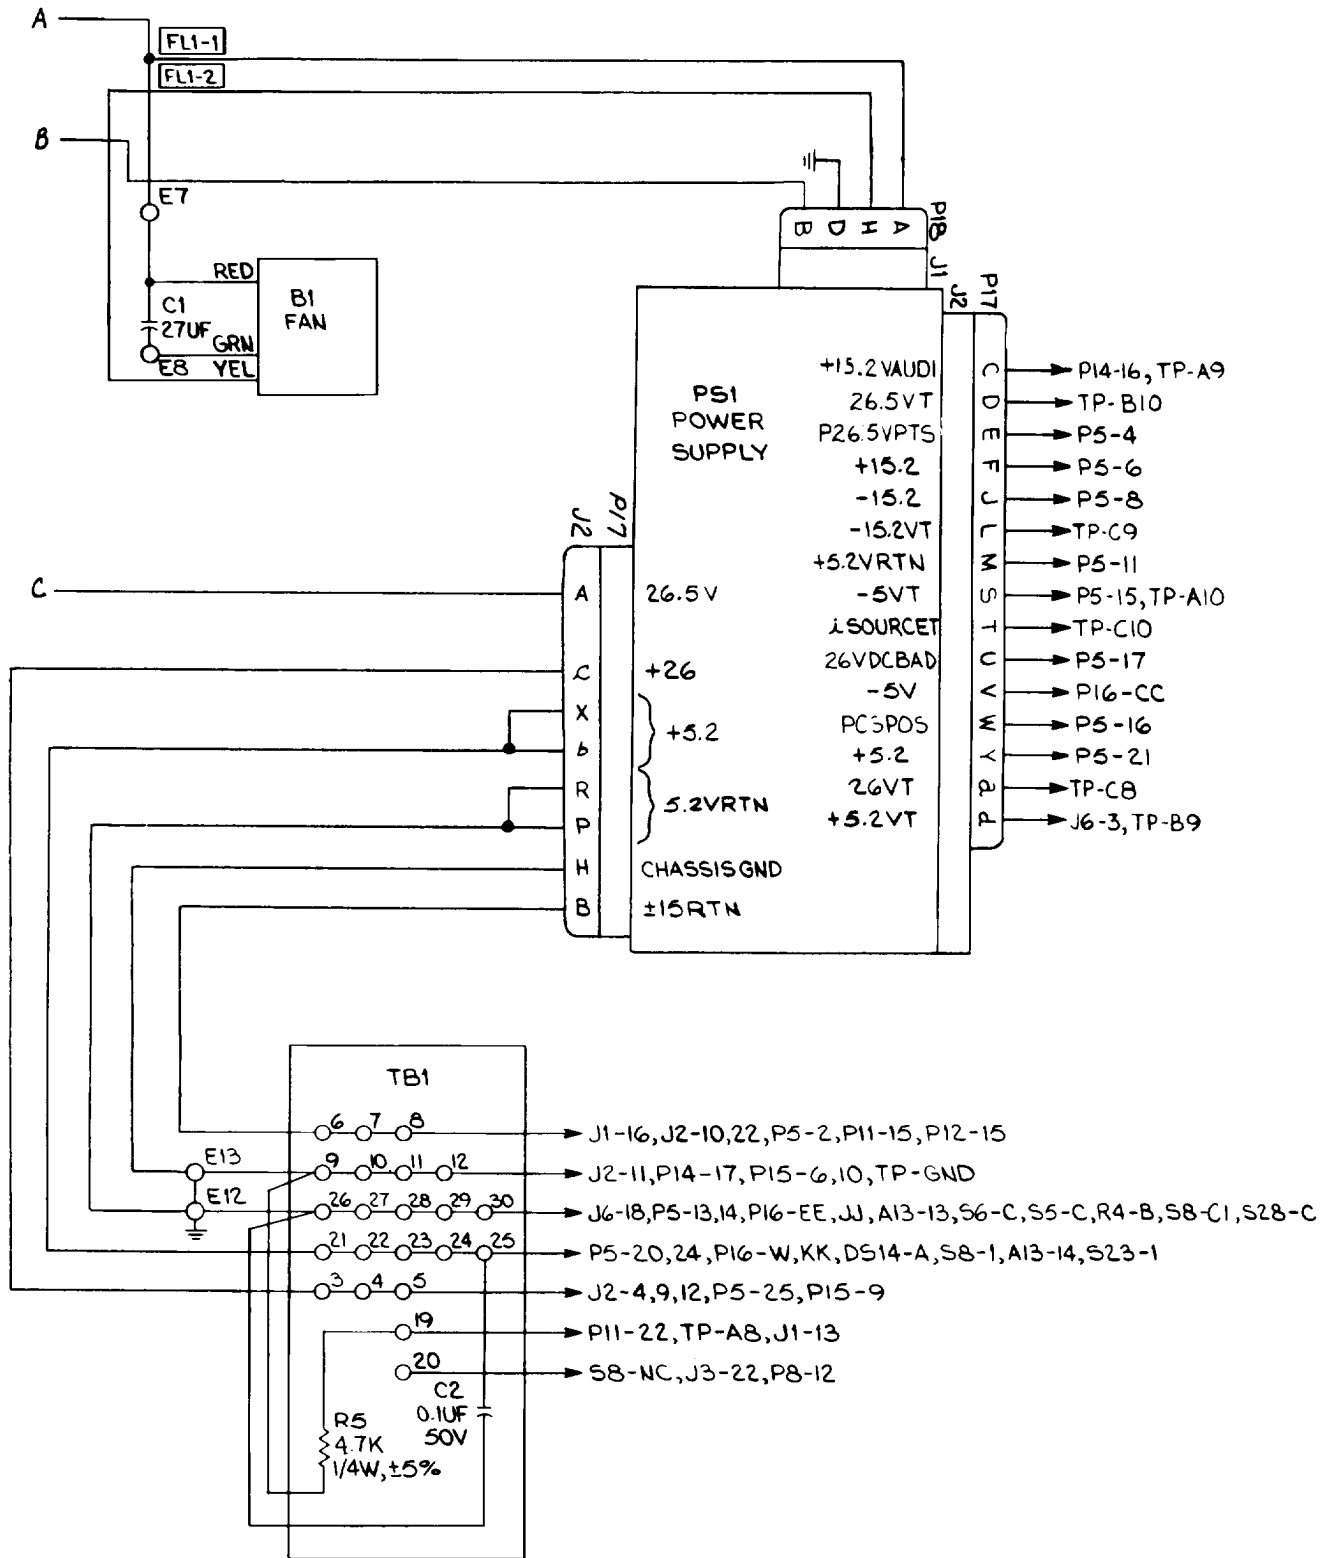 A
FL1-1
FL1-2
B
E7
RED
C1
27UF
GRN
E8 YEL
B1
FAN
B D H A
P18
J1
J2
P17
PS1
POWER
SUPPLY
+15.2VAUDI C P14-16, TP-A9
26.5VT D TP-B10
P26.5VPTS E P5-4
+15.2 F P5-6
-15.2 J P5-8
-15.2VT L TP-C9
+5.2VRTN M P5-11
-5VT S P5-15, TP-A10
iSOURCET T TP-C10
26VDCBAD U P5-17
-5V V P16-CC
PCSPOS W P5-16
+5.2 Y P5-21
26VT a TP-C8
+5.2VT d J6-3, TP-B9
J2
P17
C A 26.5V
C +26
X
b
+5.2
R
P
5.2VRTN
H CHASSISGND
B ±15RTN
TB1
6 7 8 J1-16, J2-10, 22, P5-2, P11-15, P12-15
E13 9 10 11 12 J2-11, P14-17, P15-6, 10, TP-GND
E12 26 27 28 29 30 J6-18, P5-13, 14, P16-EE, JJ, A13-13, S6-C, S5-C, R4-B, S8-C1, S28-C
21 22 23 24 25 P5-20, 24, P16-W, KK, DS14-A, S8-1, A13-14, S23-1
3 4 5 J2-4, 9, 12, P5-25, P15-9
19 P11-22, TP-A8, J1-13
20 S8-NC, J3-22, P8-12
C2
0.1UF
50V
R5
4.7K
1/4W, ±5%